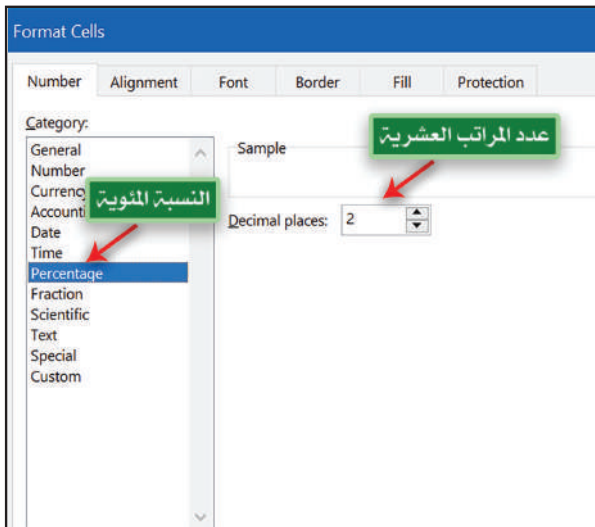 Format Cells
Number Alignment Font Border Fill Protection
Category:
General
Number
Currency
Accounti
Date
Time
Percentage
Fraction
Scientific
Text
Special
Custom
Sample
عدد المراتب العشرية
النسبة المئوية
Decimal places: 2